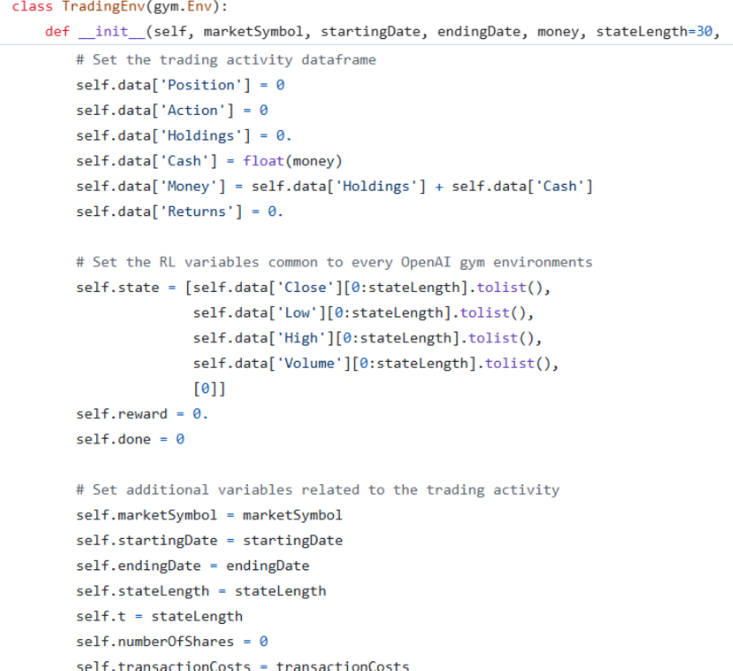 class TradingEnv(gym.Env):
    def __init__(self, marketSymbol, startingDate, endingDate, money, stateLength=30,
        # Set the trading activity dataframe
        self.data['Position'] = 0
        self.data['Action'] = 0
        self.data['Holdings'] = 0.
        self.data['Cash'] = float(money)
        self.data['Money'] = self.data['Holdings'] + self.data['Cash']
        self.data['Returns'] = 0.
        # Set the RL variables common to every OpenAI gym environments
        self.state = [self.data['Close'][0:stateLength].tolist(),
                      self.data['Low'][0:stateLength].tolist(),
                      self.data['High'][0:stateLength].tolist(),
                      self.data['Volume'][0:stateLength].tolist(),
                      [0]]
        self.reward = 0.
        self.done = 0
        # Set additional variables related to the trading activity
        self.marketSymbol = marketSymbol
        self.startingDate = startingDate
        self.endingDate = endingDate
        self.stateLength = stateLength
        self.t = stateLength
        self.numberOfShares = 0
        self.transactionCosts = transactionCosts